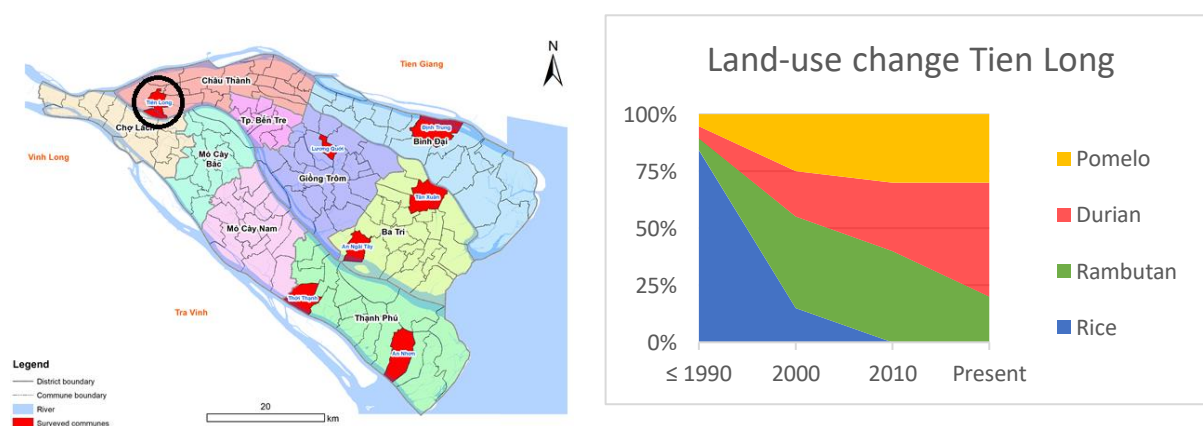 N
Tien Giang
Châu Thành
Tiên Long
Chợ Lách
Tp. Bến Tre
Định Trung
Bình Đại
Vinh Long
Mỏ Cày
Bắc
Lương Quới
Giồng Trôm
Tân Xuân
Mỏ Cày Nam
Ba Tri
An Ngãi Tây
Thới Thạnh
Tra Vinh
Thạnh Phú
An Nhơn
Legend
District boundary
Commune boundary
River
Surveyed communes
20
km
Land-use change Tien Long
100%
75%
50%
25%
0%
≤ 1990 2000 2010 Present
Pomelo
Durian
Rambutan
Rice